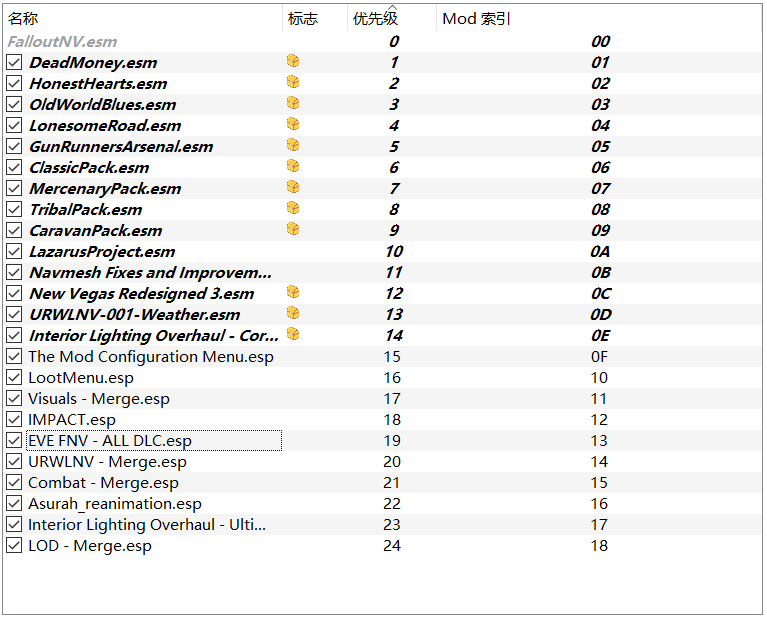 名称 标志 优先级 Mod 索引
FalloutNV.esm 0 00
DeadMoney.esm 1 01
HonestHearts.esm 2 02
OldWorldBlues.esm 3 03
LonesomeRoad.esm 4 04
GunRunnersArsenal.esm 5 05
ClassicPack.esm 6 06
MercenaryPack.esm 7 07
TribalPack.esm 8 08
CaravanPack.esm 9 09
LazarusProject.esm 10 0A
Navmesh Fixes and Improvem... 11 0B
New Vegas Redesigned 3.esm 12 0C
URWLNV-001-Weather.esm 13 0D
Interior Lighting Overhaul - Cor... 14 0E
The Mod Configuration Menu.esp 15 0F
LootMenu.esp 16 10
Visuals - Merge.esp 17 11
IMPACT.esp 18 12
EVE FNV - ALL DLC.esp 19 13
URWLNV - Merge.esp 20 14
Combat - Merge.esp 21 15
Asurah_reanimation.esp 22 16
Interior Lighting Overhaul - Ulti... 23 17
LOD - Merge.esp 24 18